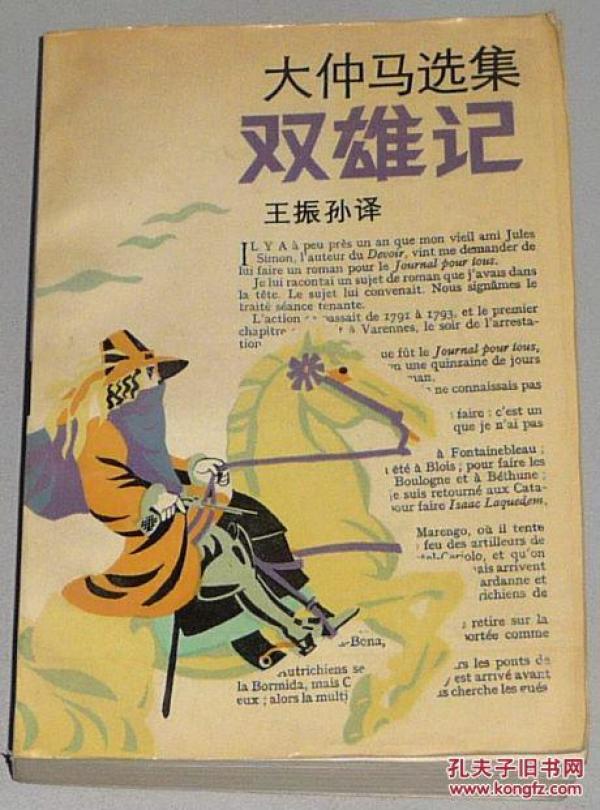 大仲马选集
双雄记
王振孙译
IL Y A à peu près un an que mon vieil ami Jules
Simon, l'auteur du Devoir, vint me demander de
lui faire un roman pour le Journal pour tous.
Je lui racontai un sujet de roman que j'avais dans
la tête. Le sujet lui convenait. Nous signâmes le
traité séance tenante.
L'action se passait de 1791 à 1793, et le premier
chapitre à Varennes, le soir de l'arresta-
tion
que fût le Journal pour tous,
une quinzaine de jours
ne connaissais pas
faire : c'est un
que je n'ai pas
à Fontainebleau ;
été à Blois ; pour faire les
Boulogne et à Béthune ;
je suis retourné aux Cata-
pour faire Isaac Laquedem,
Marengo, où il tente
feu des artilleurs de
et qu'on
arrivent
ardanne et
richiens de
retire sur la
portée comme
-Bona,
utrichiens se
les ponts de
la Bormida, mais C
est arrivé avant
eux ; alors la multi
cherche les gués
孔夫子旧书网
www.kongfz.com